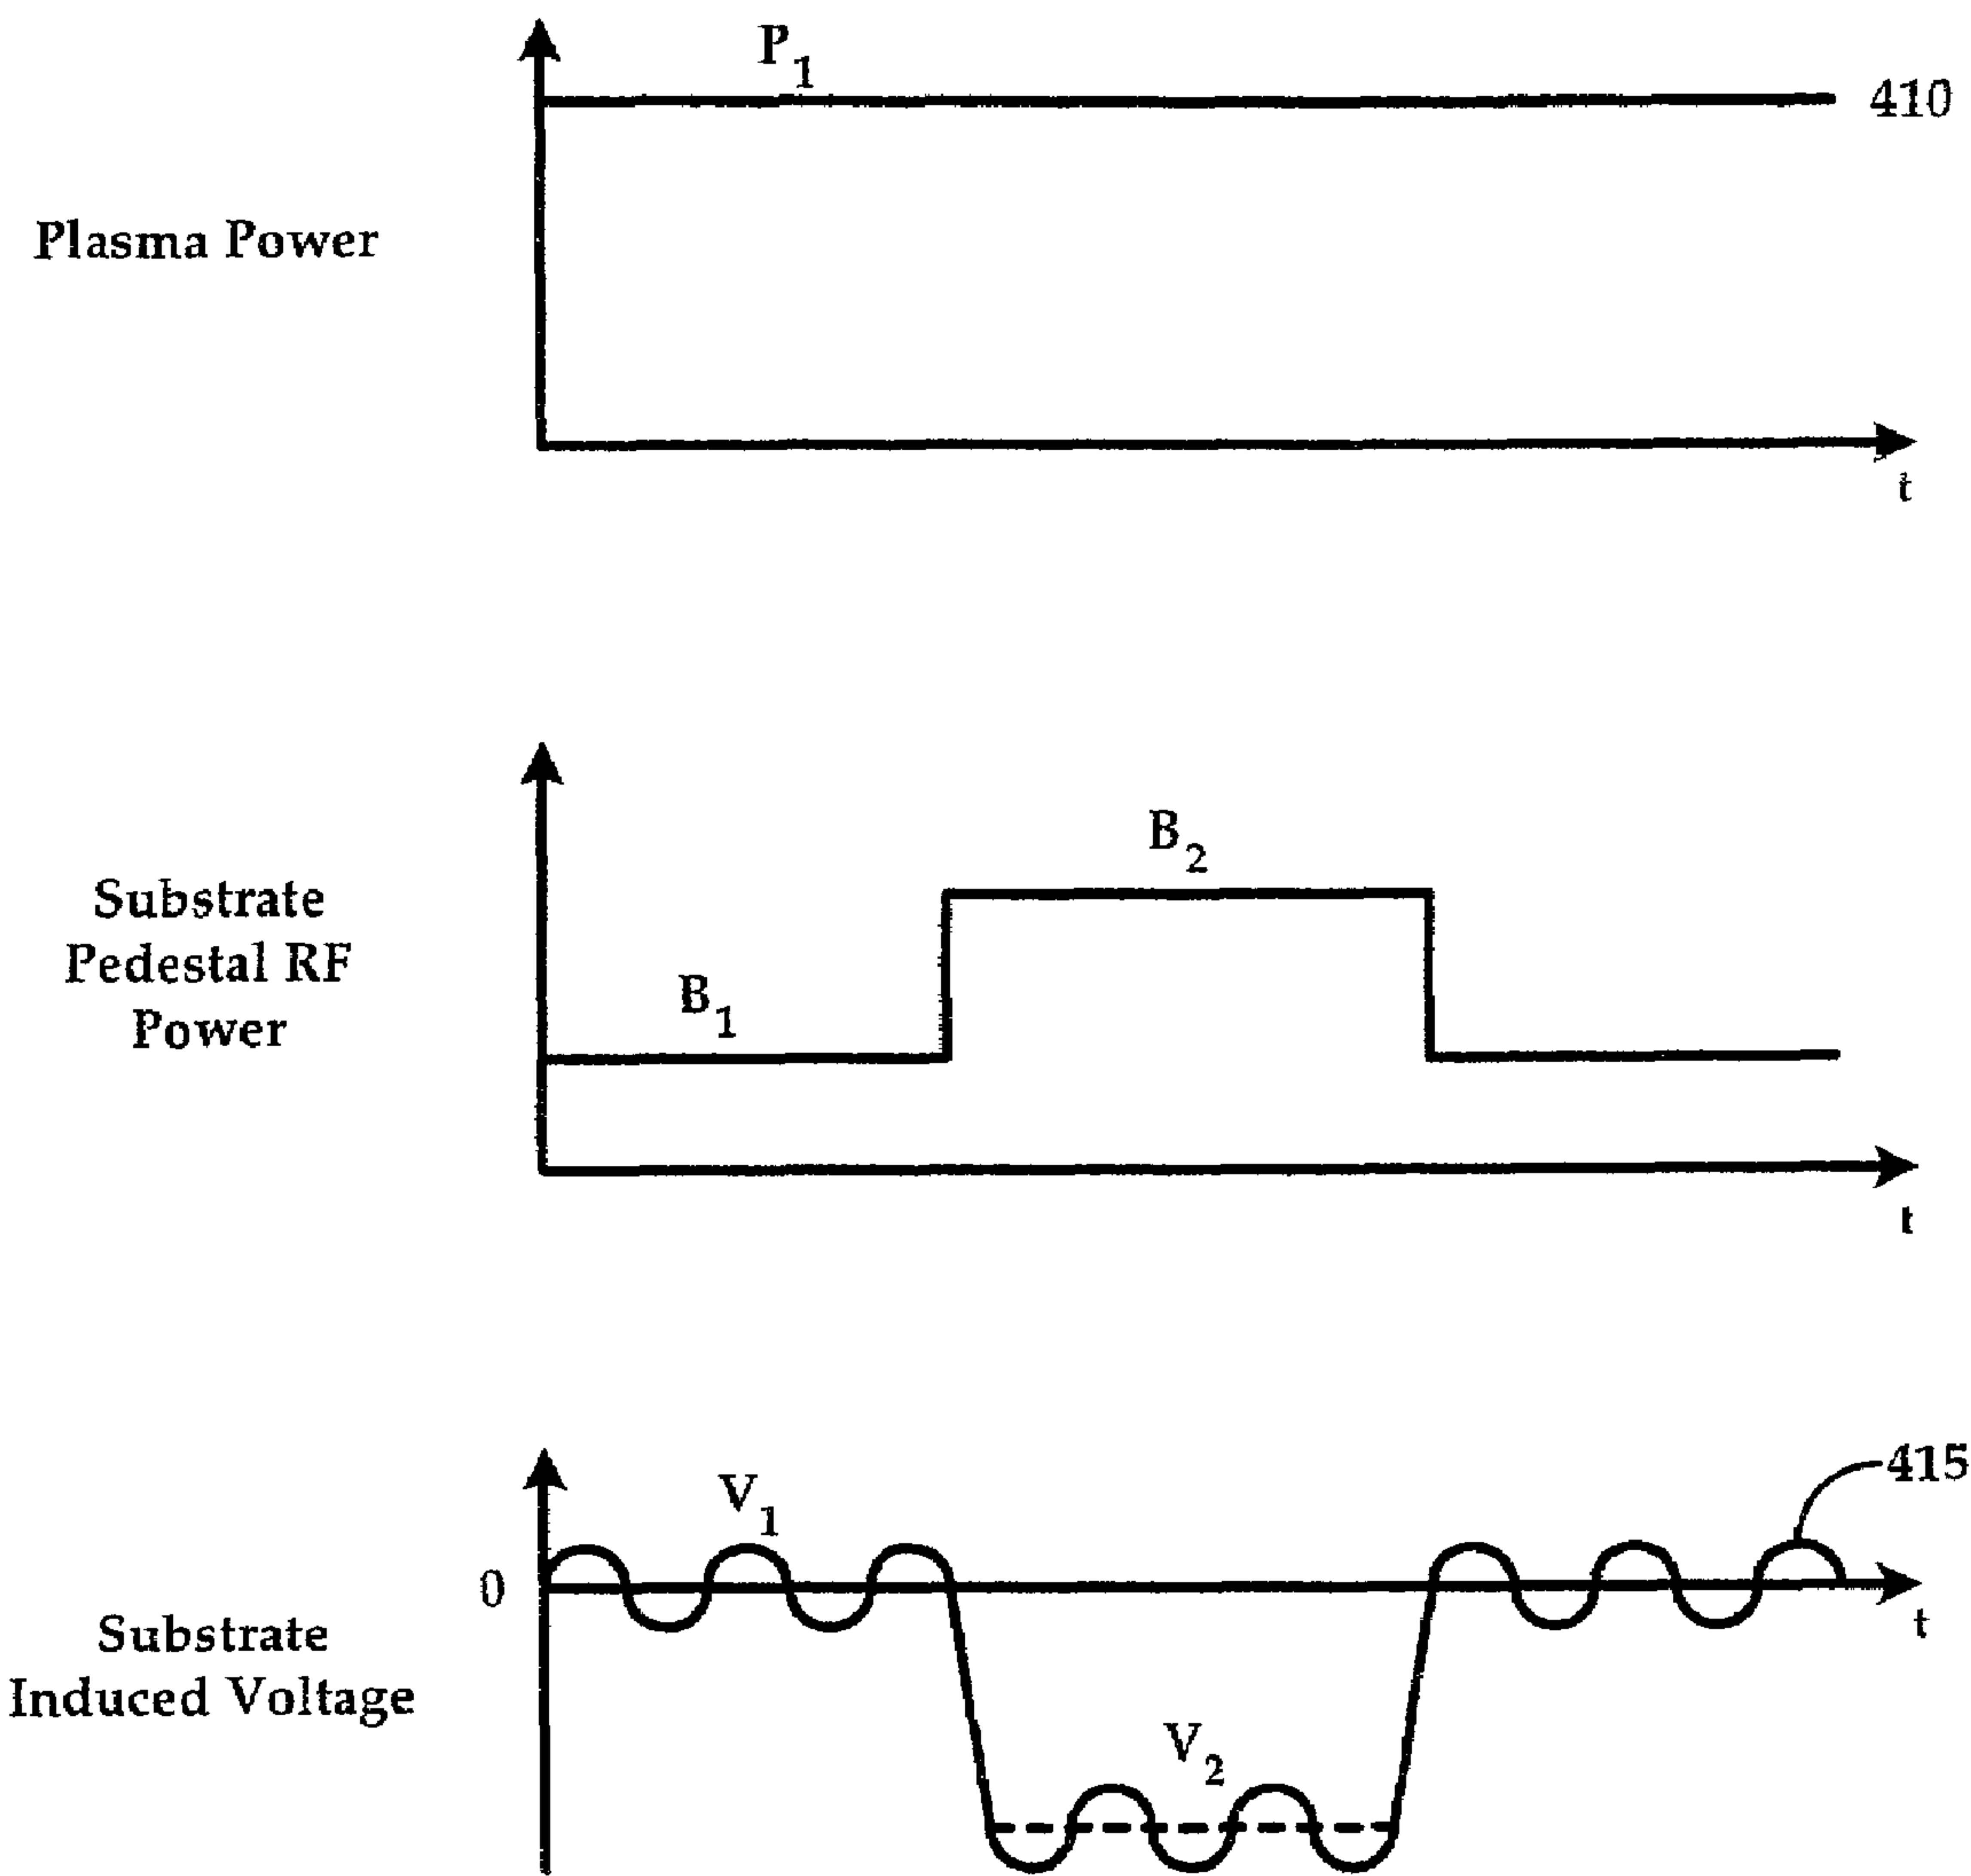 P1
410
Plasma Power
t
B2
Substrate
Pedestal RF
Power
B1
t
V1
415
0
t
Substrate
Induced Voltage
V2